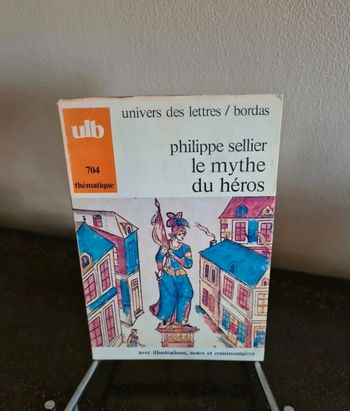 ulb
univers des lettres / bordas
philippe sellier
le mythe
du héros
704
thématique
avec illustrations, notes et commentaires